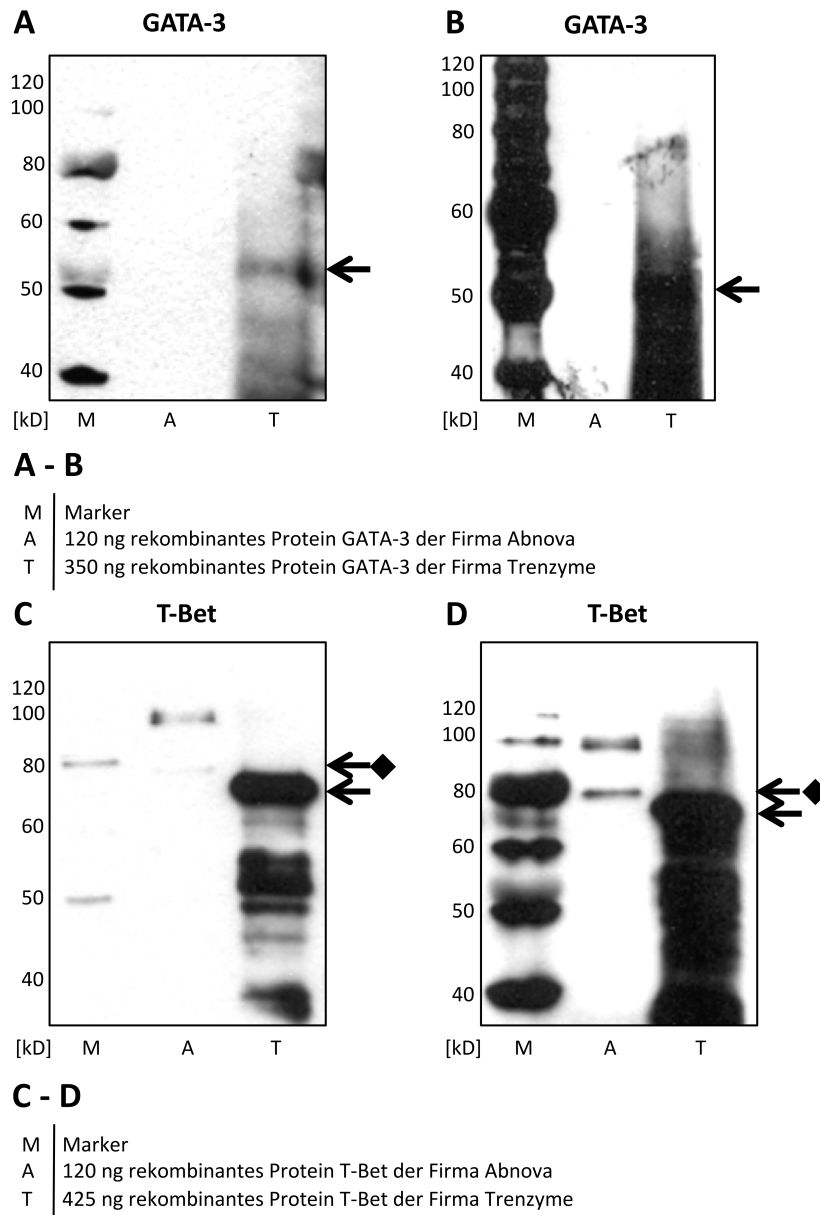 A
GATA-3
120
100
80
60
50
40
[kD] M A T
B
GATA-3
120
100
80
60
50
40
[kD] M A T
A - B
M Marker
A 120 ng rekombinantes Protein GATA-3 der Firma Abnova
T 350 ng rekombinantes Protein GATA-3 der Firma Trenzyme
C
T-Bet
120
100
80
60
50
40
[kD] M A T
D
T-Bet
120
100
80
60
50
40
[kD] M A T
C - D
M Marker
A 120 ng rekombinantes Protein T-Bet der Firma Abnova
T 425 ng rekombinantes Protein T-Bet der Firma Trenzyme